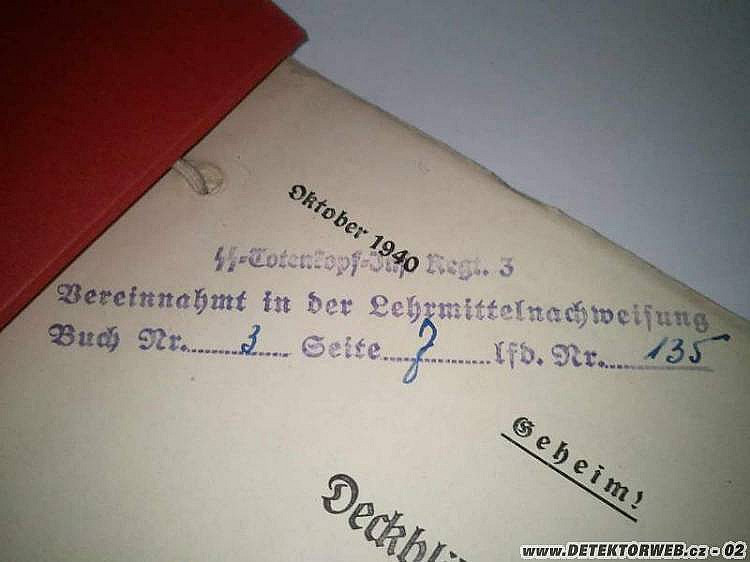 Oktober 1940
SS-Totenkopf-Inf. Regt. 3
Vereinnahmt in der Lehrmittelnachweisung
Buch Nr. 3 Seite 7 lfd. Nr. 135
Geheim!
www.DETEKTORWEB.cz - 02